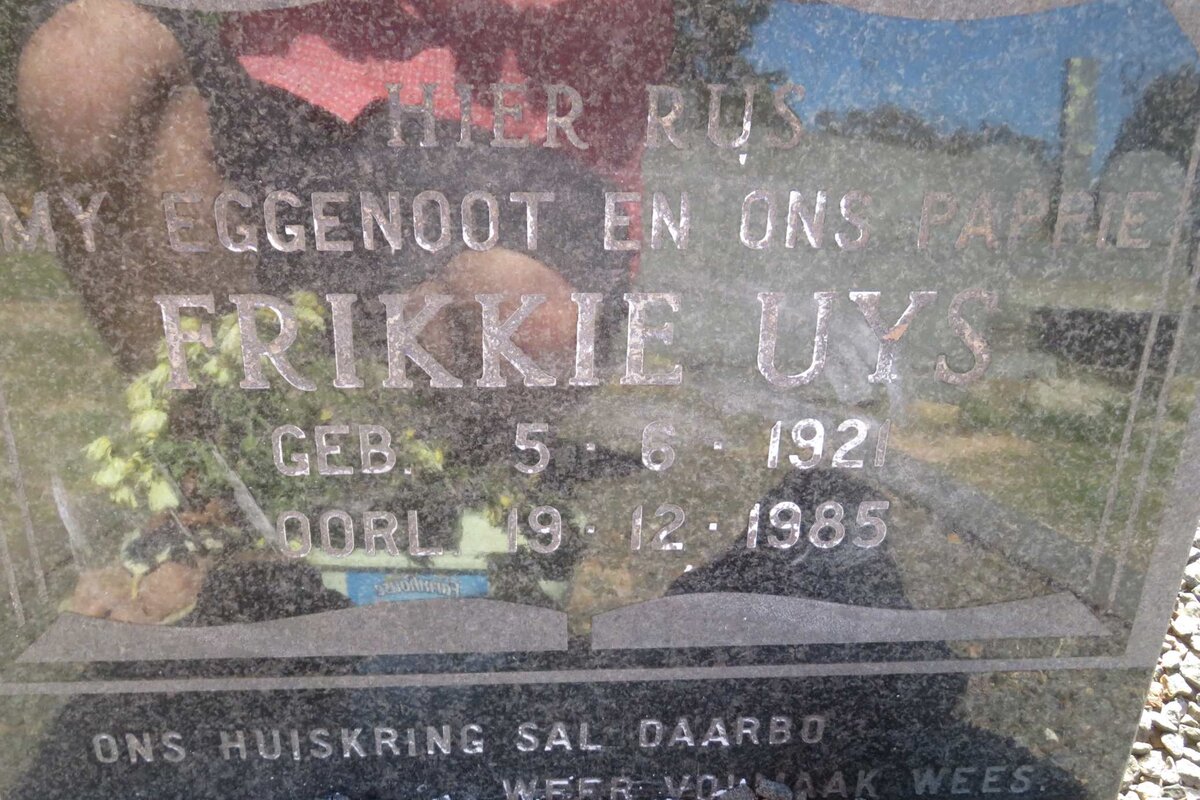 HIER RUS
MY EGGENOOT EN ONS PAPPIE
FRIKKIE UYS
GEB. 5 · 6 · 1921
OORL. 19 · 12 · 1985
ONS HUISKRING SAL DAARBO
WEER VOLMAAK WEES.